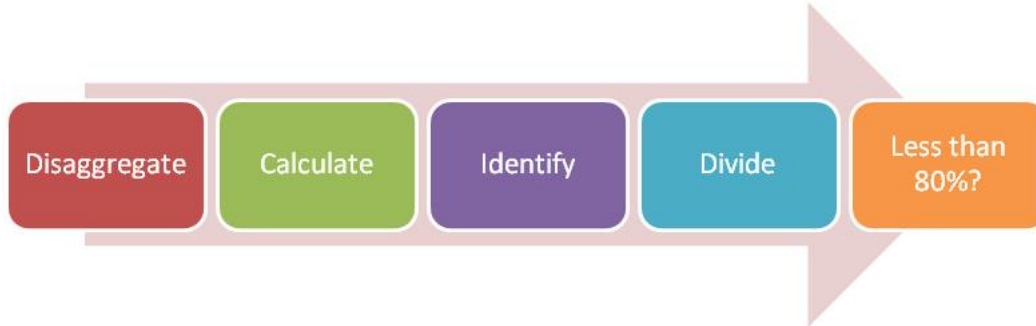 Disaggregate
Calculate
Identify
Divide
Less than
80%?